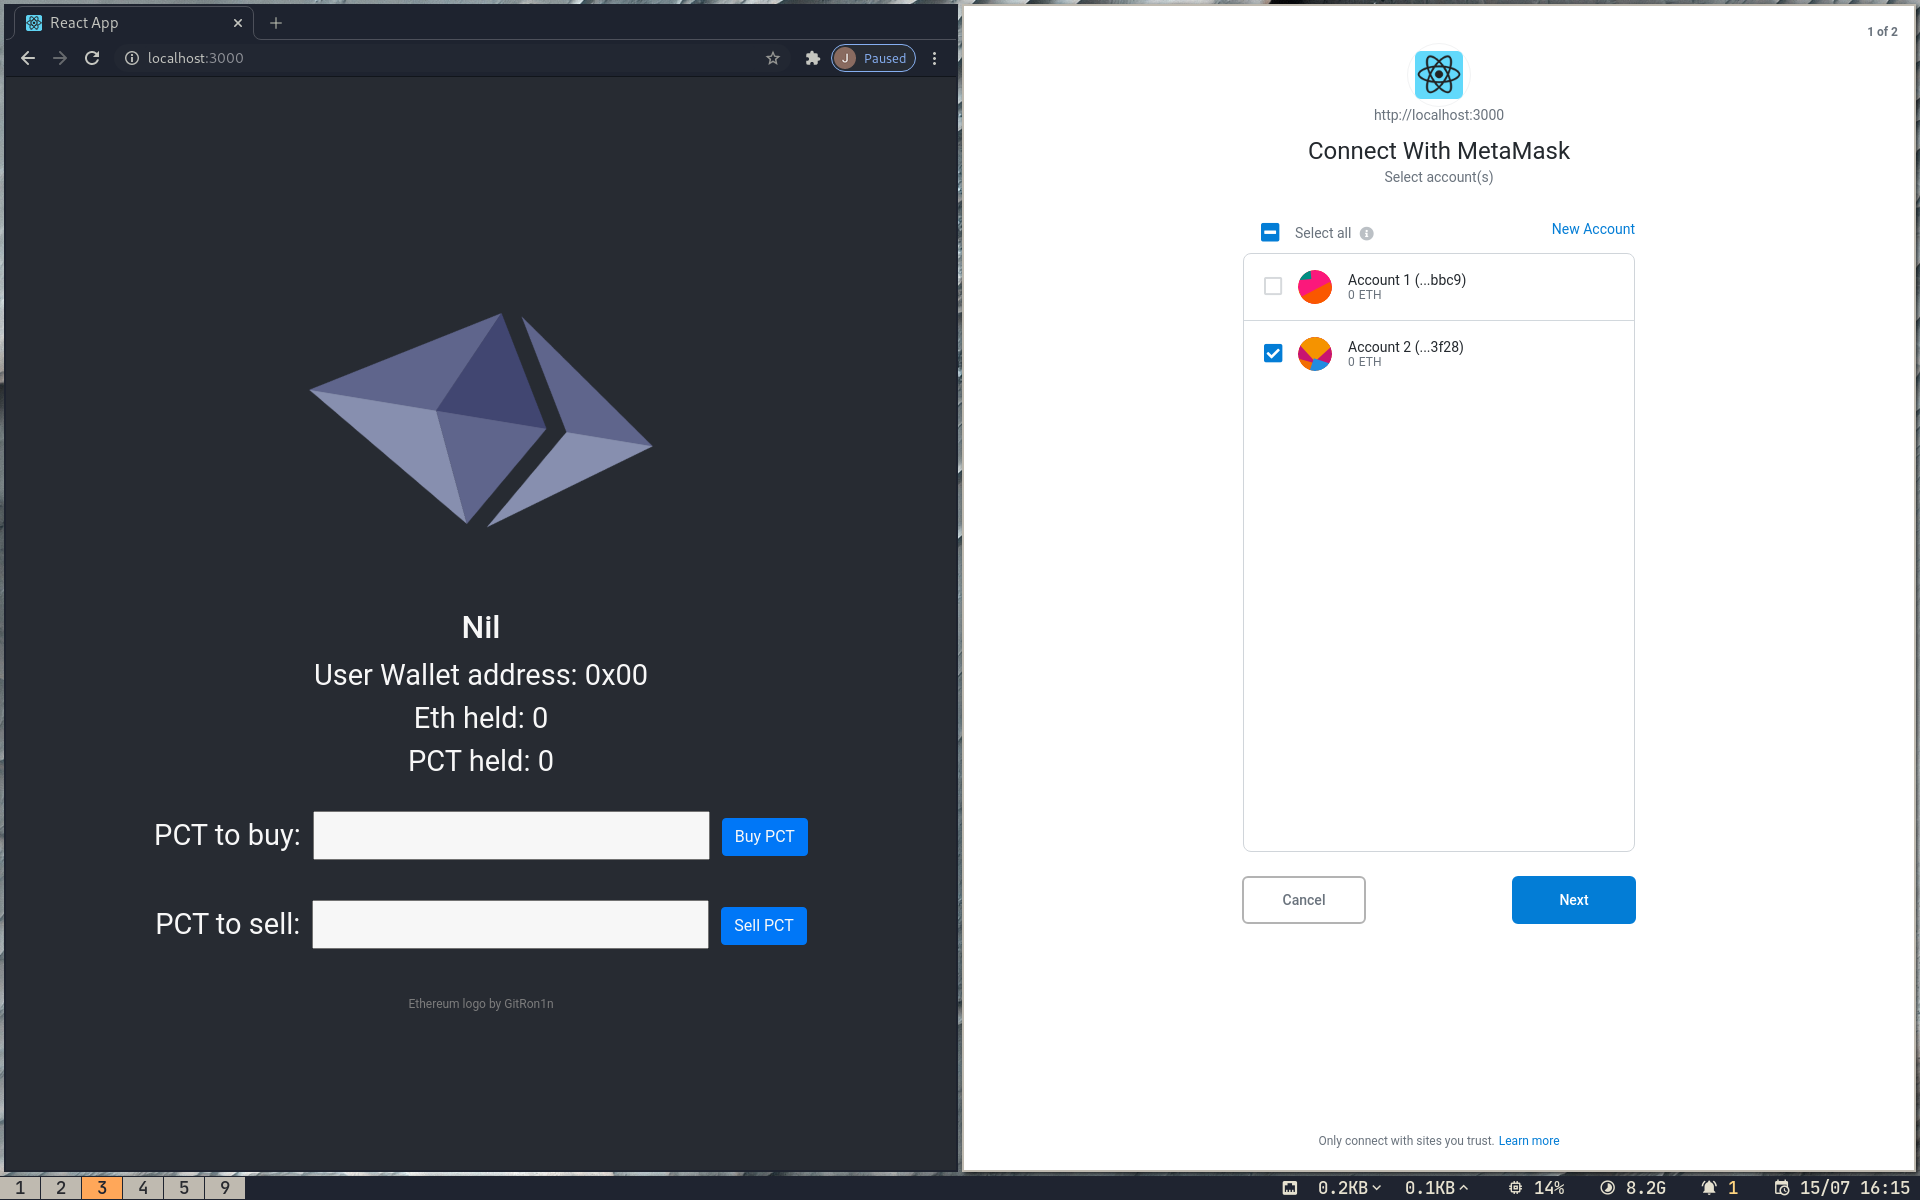 React App
localhost:3000
J Paused
Nil
User Wallet address: 0x00
Eth held: 0
PCT held: 0
PCT to buy:
Buy PCT
PCT to sell:
Sell PCT
Ethereum logo by GitRon1n
1 of 2
http://localhost:3000
Connect With MetaMask
Select account(s)
Select all
New Account
Account 1 (...bbc9)
0 ETH
Account 2 (...3f28)
0 ETH
Cancel
Next
Only connect with sites you trust. Learn more
1 2 3 4 5 9
0.2KB 0.1KB 14% 8.2G 1 15/07 16:15